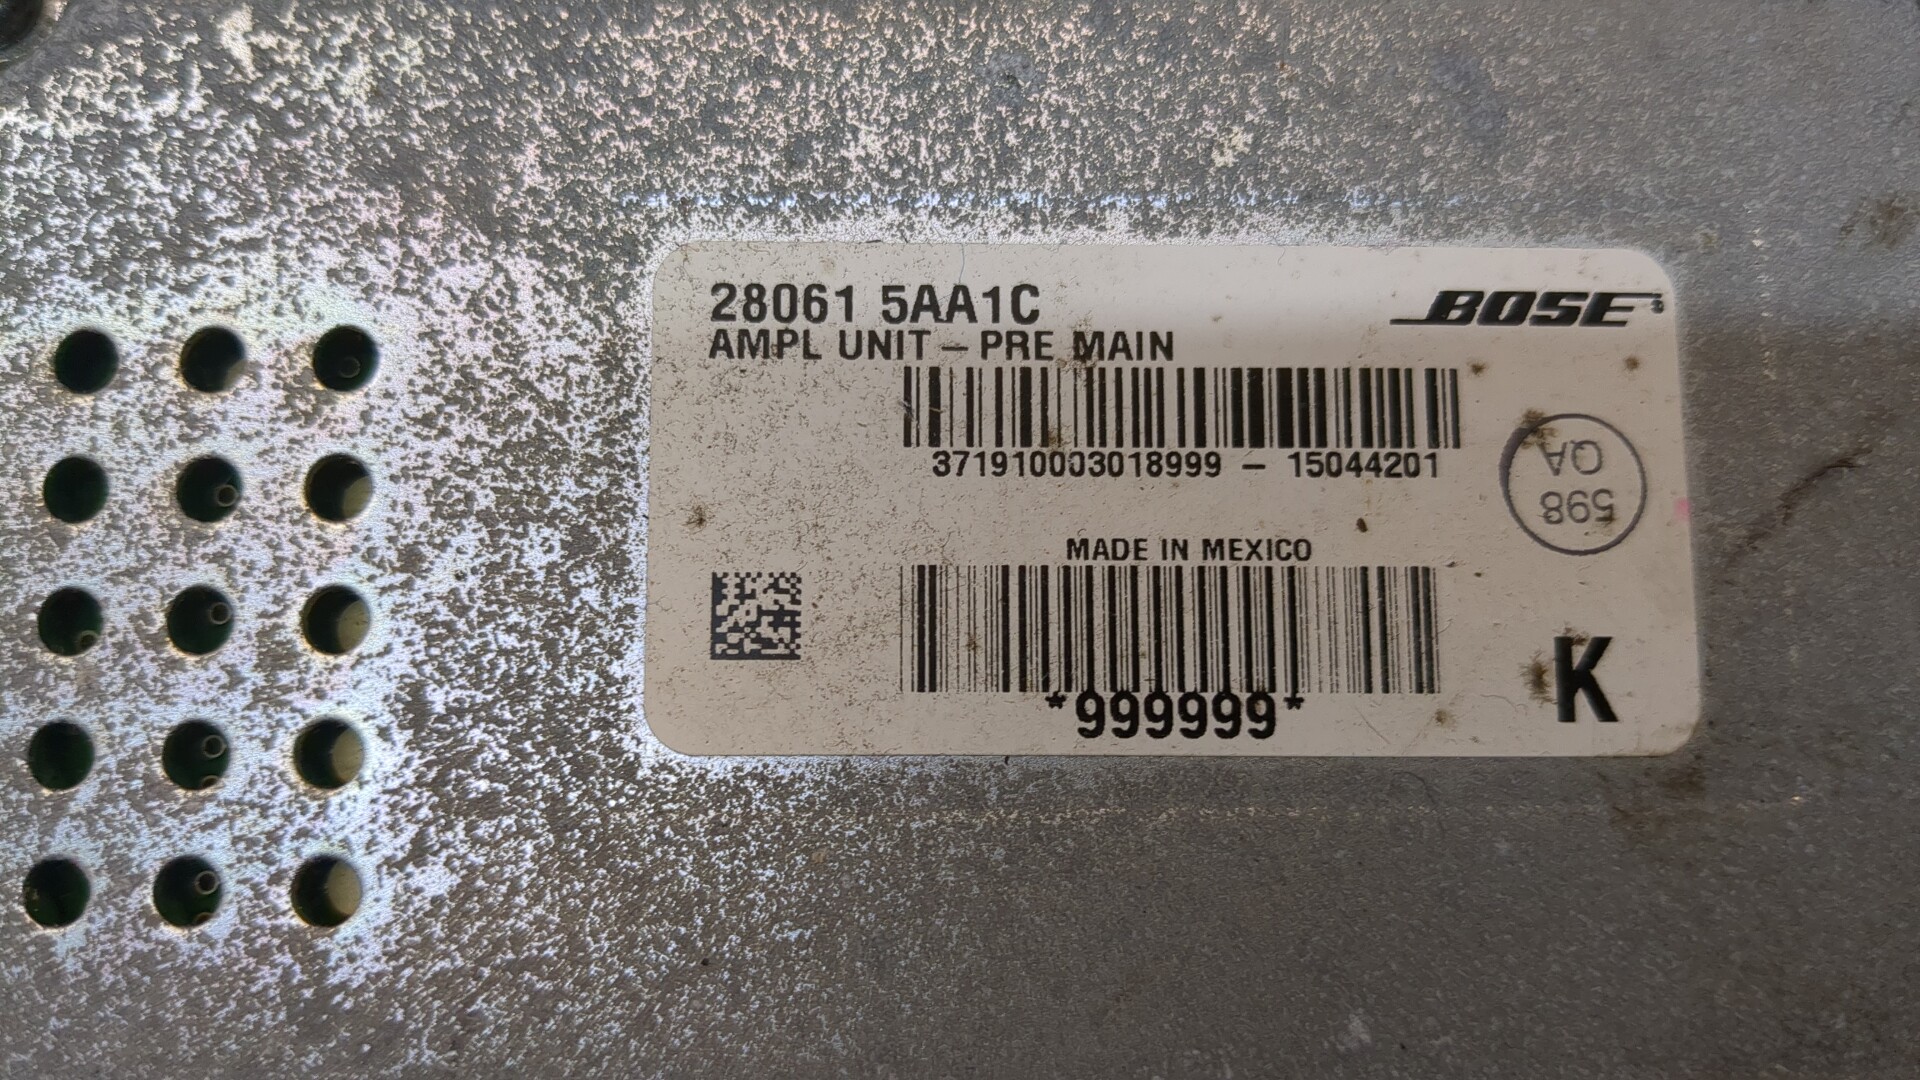 28061 5AA1C
BOSE®
AMPL UNIT – PRE MAIN
371910003018999 – 15044201
598
QA
MADE IN MEXICO
*999999*
K